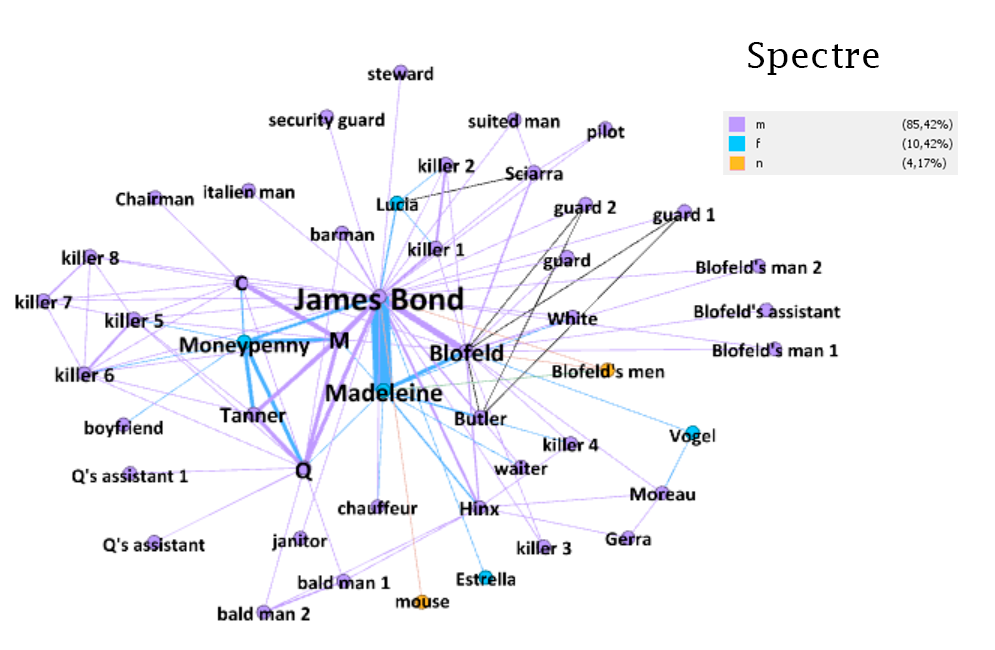 Spectre
m (85,42%)
f (10,42%)
n (4,17%)
steward
security guard
suited man
pilot
killer 2
Sciarra
Chairman
italien man
Lucia
guard 2
guard 1
barman
killer 1
killer 8
guard
Blofeld's man 2
C
killer 7
James Bond
Blofeld's assistant
killer 5
White
Moneypenny
M
Blofeld
Blofeld's man 1
killer 6
Blofeld's men
Madeleine
Tanner
Butler
boyfriend
Vogel
killer 4
Q
waiter
Q's assistant 1
Moreau
chauffeur
Hinx
janitor
Gerra
Q's assistant
killer 3
bald man 1
Estrella
mouse
bald man 2